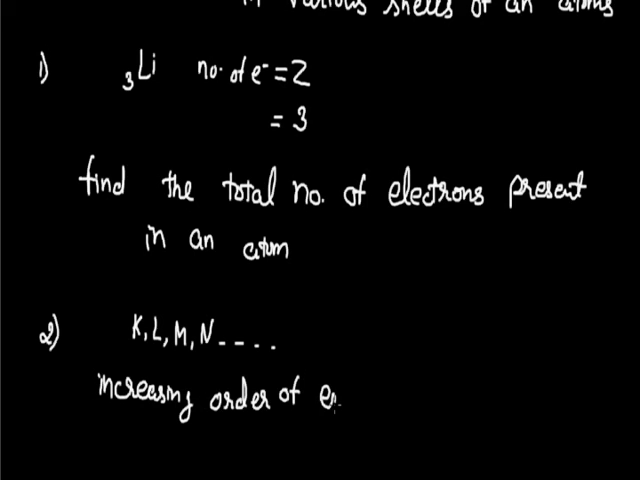 in various shells of an atoms
1) ₃Li no. of e⁻ = 2
= 3
find the total no. of electrons present
in an atom
2) K, L, M, N - - - -
increasing order of en